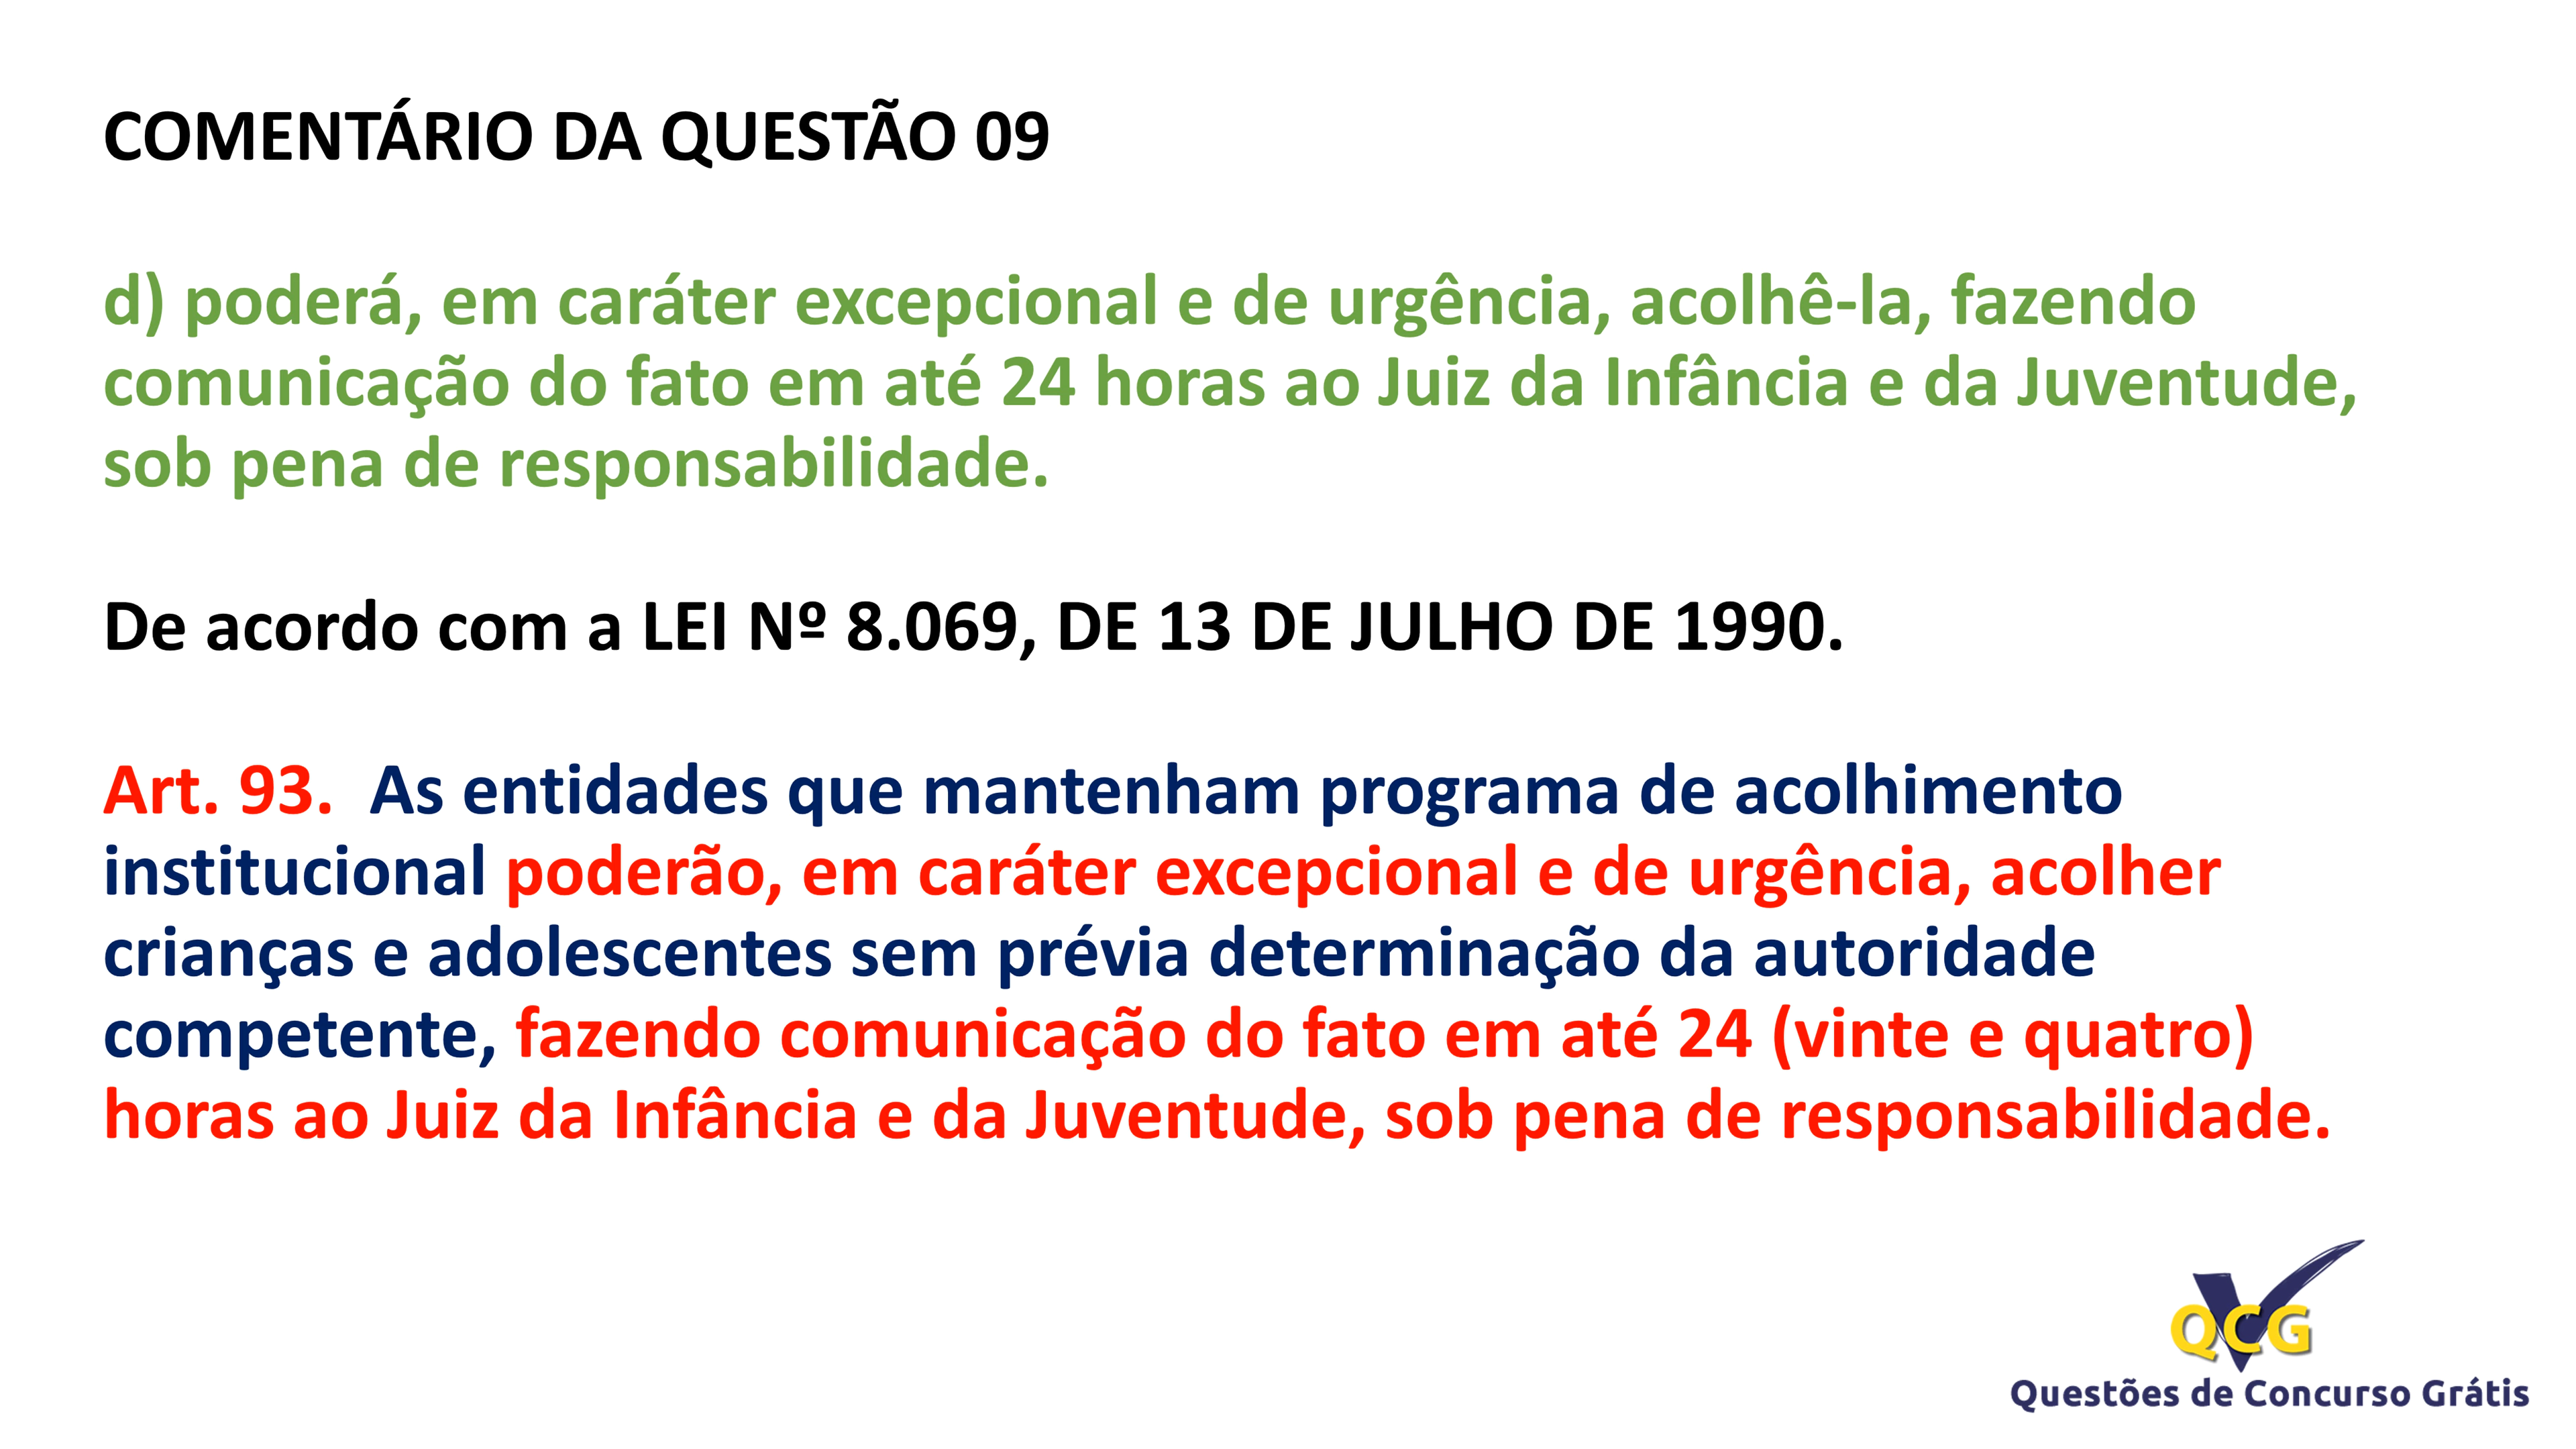 COMENTÁRIO DA QUESTÃO 09
d) poderá, em caráter excepcional e de urgência, acolhê-la, fazendo
comunicação do fato em até 24 horas ao Juiz da Infância e da Juventude,
sob pena de responsabilidade.
De acordo com a LEI Nº 8.069, DE 13 DE JULHO DE 1990.
Art. 93.  As entidades que mantenham programa de acolhimento
institucional poderão, em caráter excepcional e de urgência, acolher
crianças e adolescentes sem prévia determinação da autoridade
competente, fazendo comunicação do fato em até 24 (vinte e quatro)
horas ao Juiz da Infância e da Juventude, sob pena de responsabilidade.
QCG
Questões de Concurso Grátis